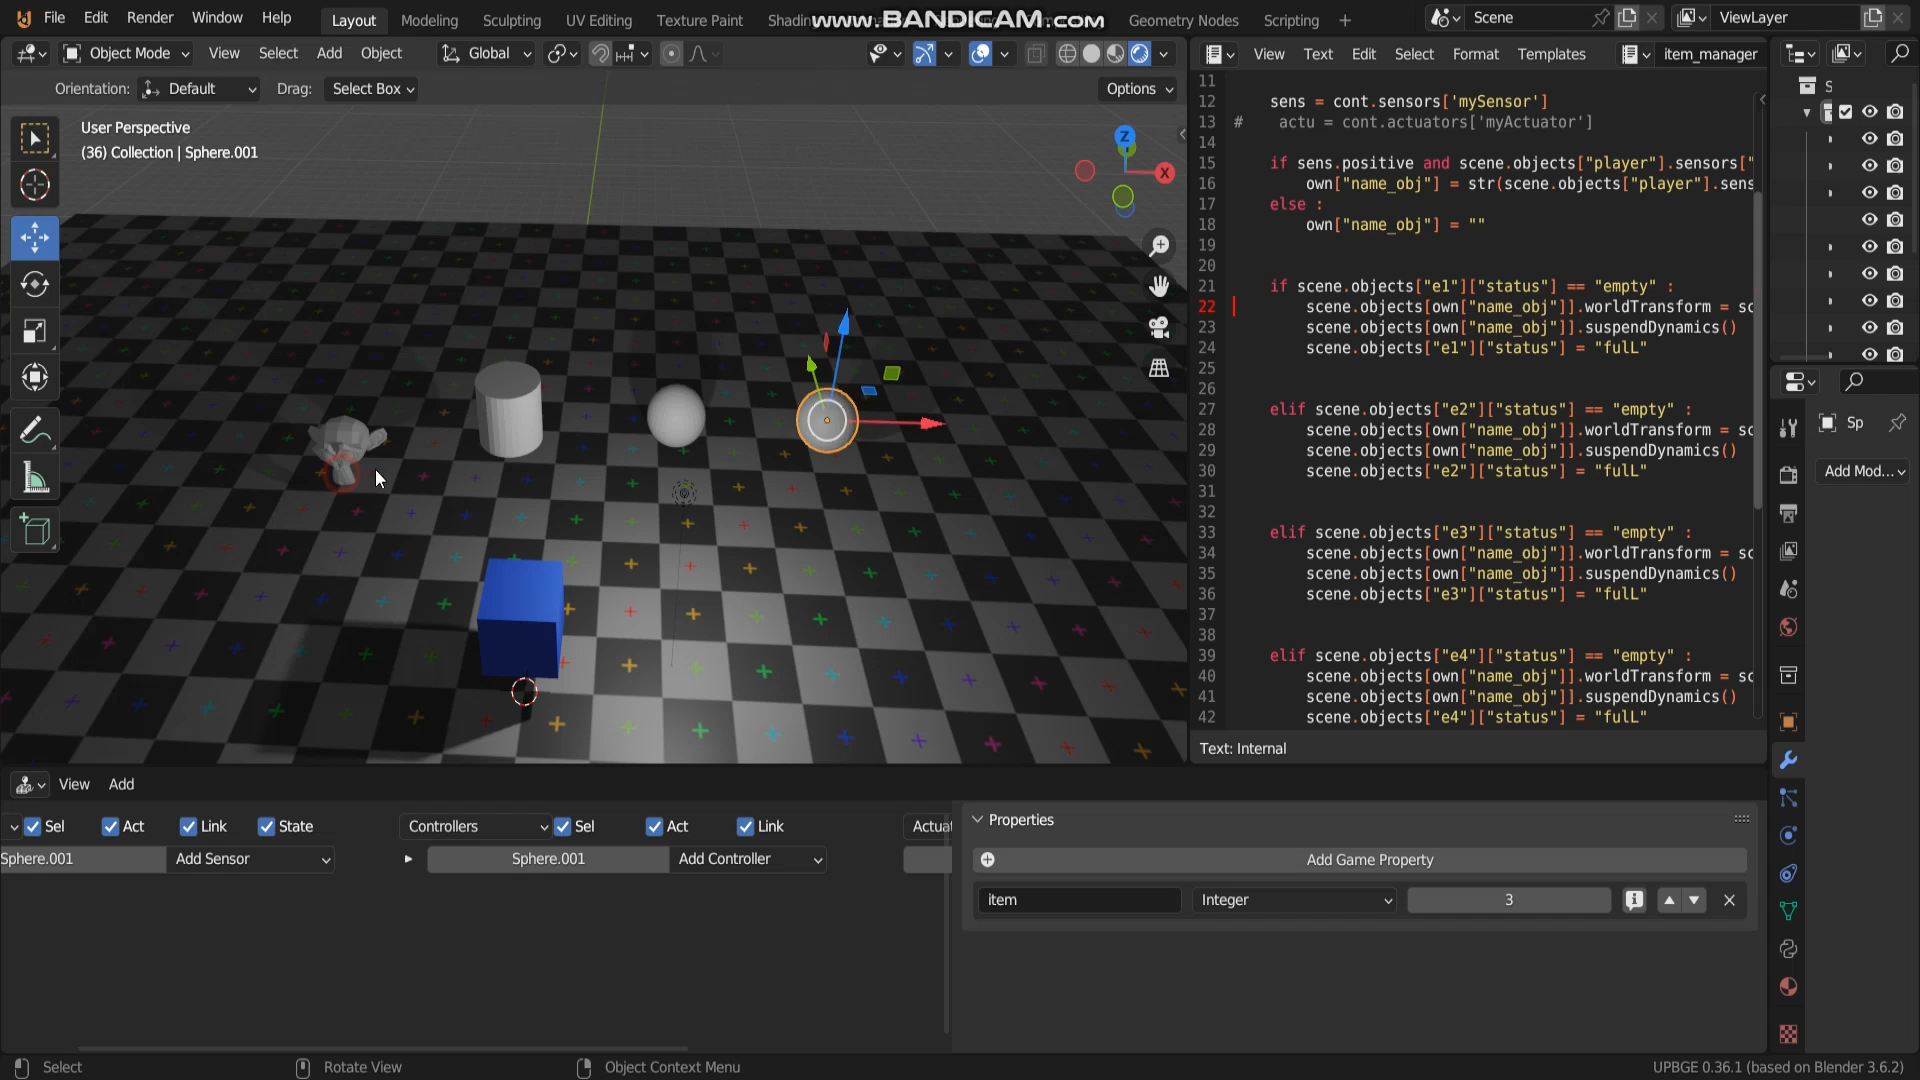 File Edit Render Window Help Layout Modeling Sculpting UV Editing Texture Paint Shadin Geometry Nodes Scripting + Scene ViewLayer
www.BANDICAM.com
Object Mode View Select Add Object Global View Text Edit Select Format Templates item_manager
Orientation: Default Drag: Select Box Options
User Perspective
(36) Collection | Sphere.001
Z
X
11
12 sens = cont.sensors['mySensor']
13 # actu = cont.actuators['myActuator']
14
15 if sens.positive and scene.objects["player"].sensors["
16 own["name_obj"] = str(scene.objects["player"].sens
17 else :
18 own["name_obj"] = ""
19
20
21 if scene.objects["e1"]["status"] == "empty" :
22 scene.objects[own["name_obj"]].worldTransform = sc
23 scene.objects[own["name_obj"]].suspendDynamics()
24 scene.objects["e1"]["status"] = "fulL"
25
26
27 elif scene.objects["e2"]["status"] == "empty" :
28 scene.objects[own["name_obj"]].worldTransform = sc
29 scene.objects[own["name_obj"]].suspendDynamics()
30 scene.objects["e2"]["status"] = "fulL"
31
32
33 elif scene.objects["e3"]["status"] == "empty" :
34 scene.objects[own["name_obj"]].worldTransform = sc
35 scene.objects[own["name_obj"]].suspendDynamics()
36 scene.objects["e3"]["status"] = "fulL"
37
38
39 elif scene.objects["e4"]["status"] == "empty" :
40 scene.objects[own["name_obj"]].worldTransform = sc
41 scene.objects[own["name_obj"]].suspendDynamics()
42 scene.objects["e4"]["status"] = "fulL"
Text: Internal
S
Sp
Add Mod...
View Add
Sel Act Link State Controllers Sel Act Link Actuat
Sphere.001 Add Sensor Sphere.001 Add Controller
Properties
Add Game Property
item Integer 3
Select Rotate View Object Context Menu UPBGE 0.36.1 (based on Blender 3.6.2)